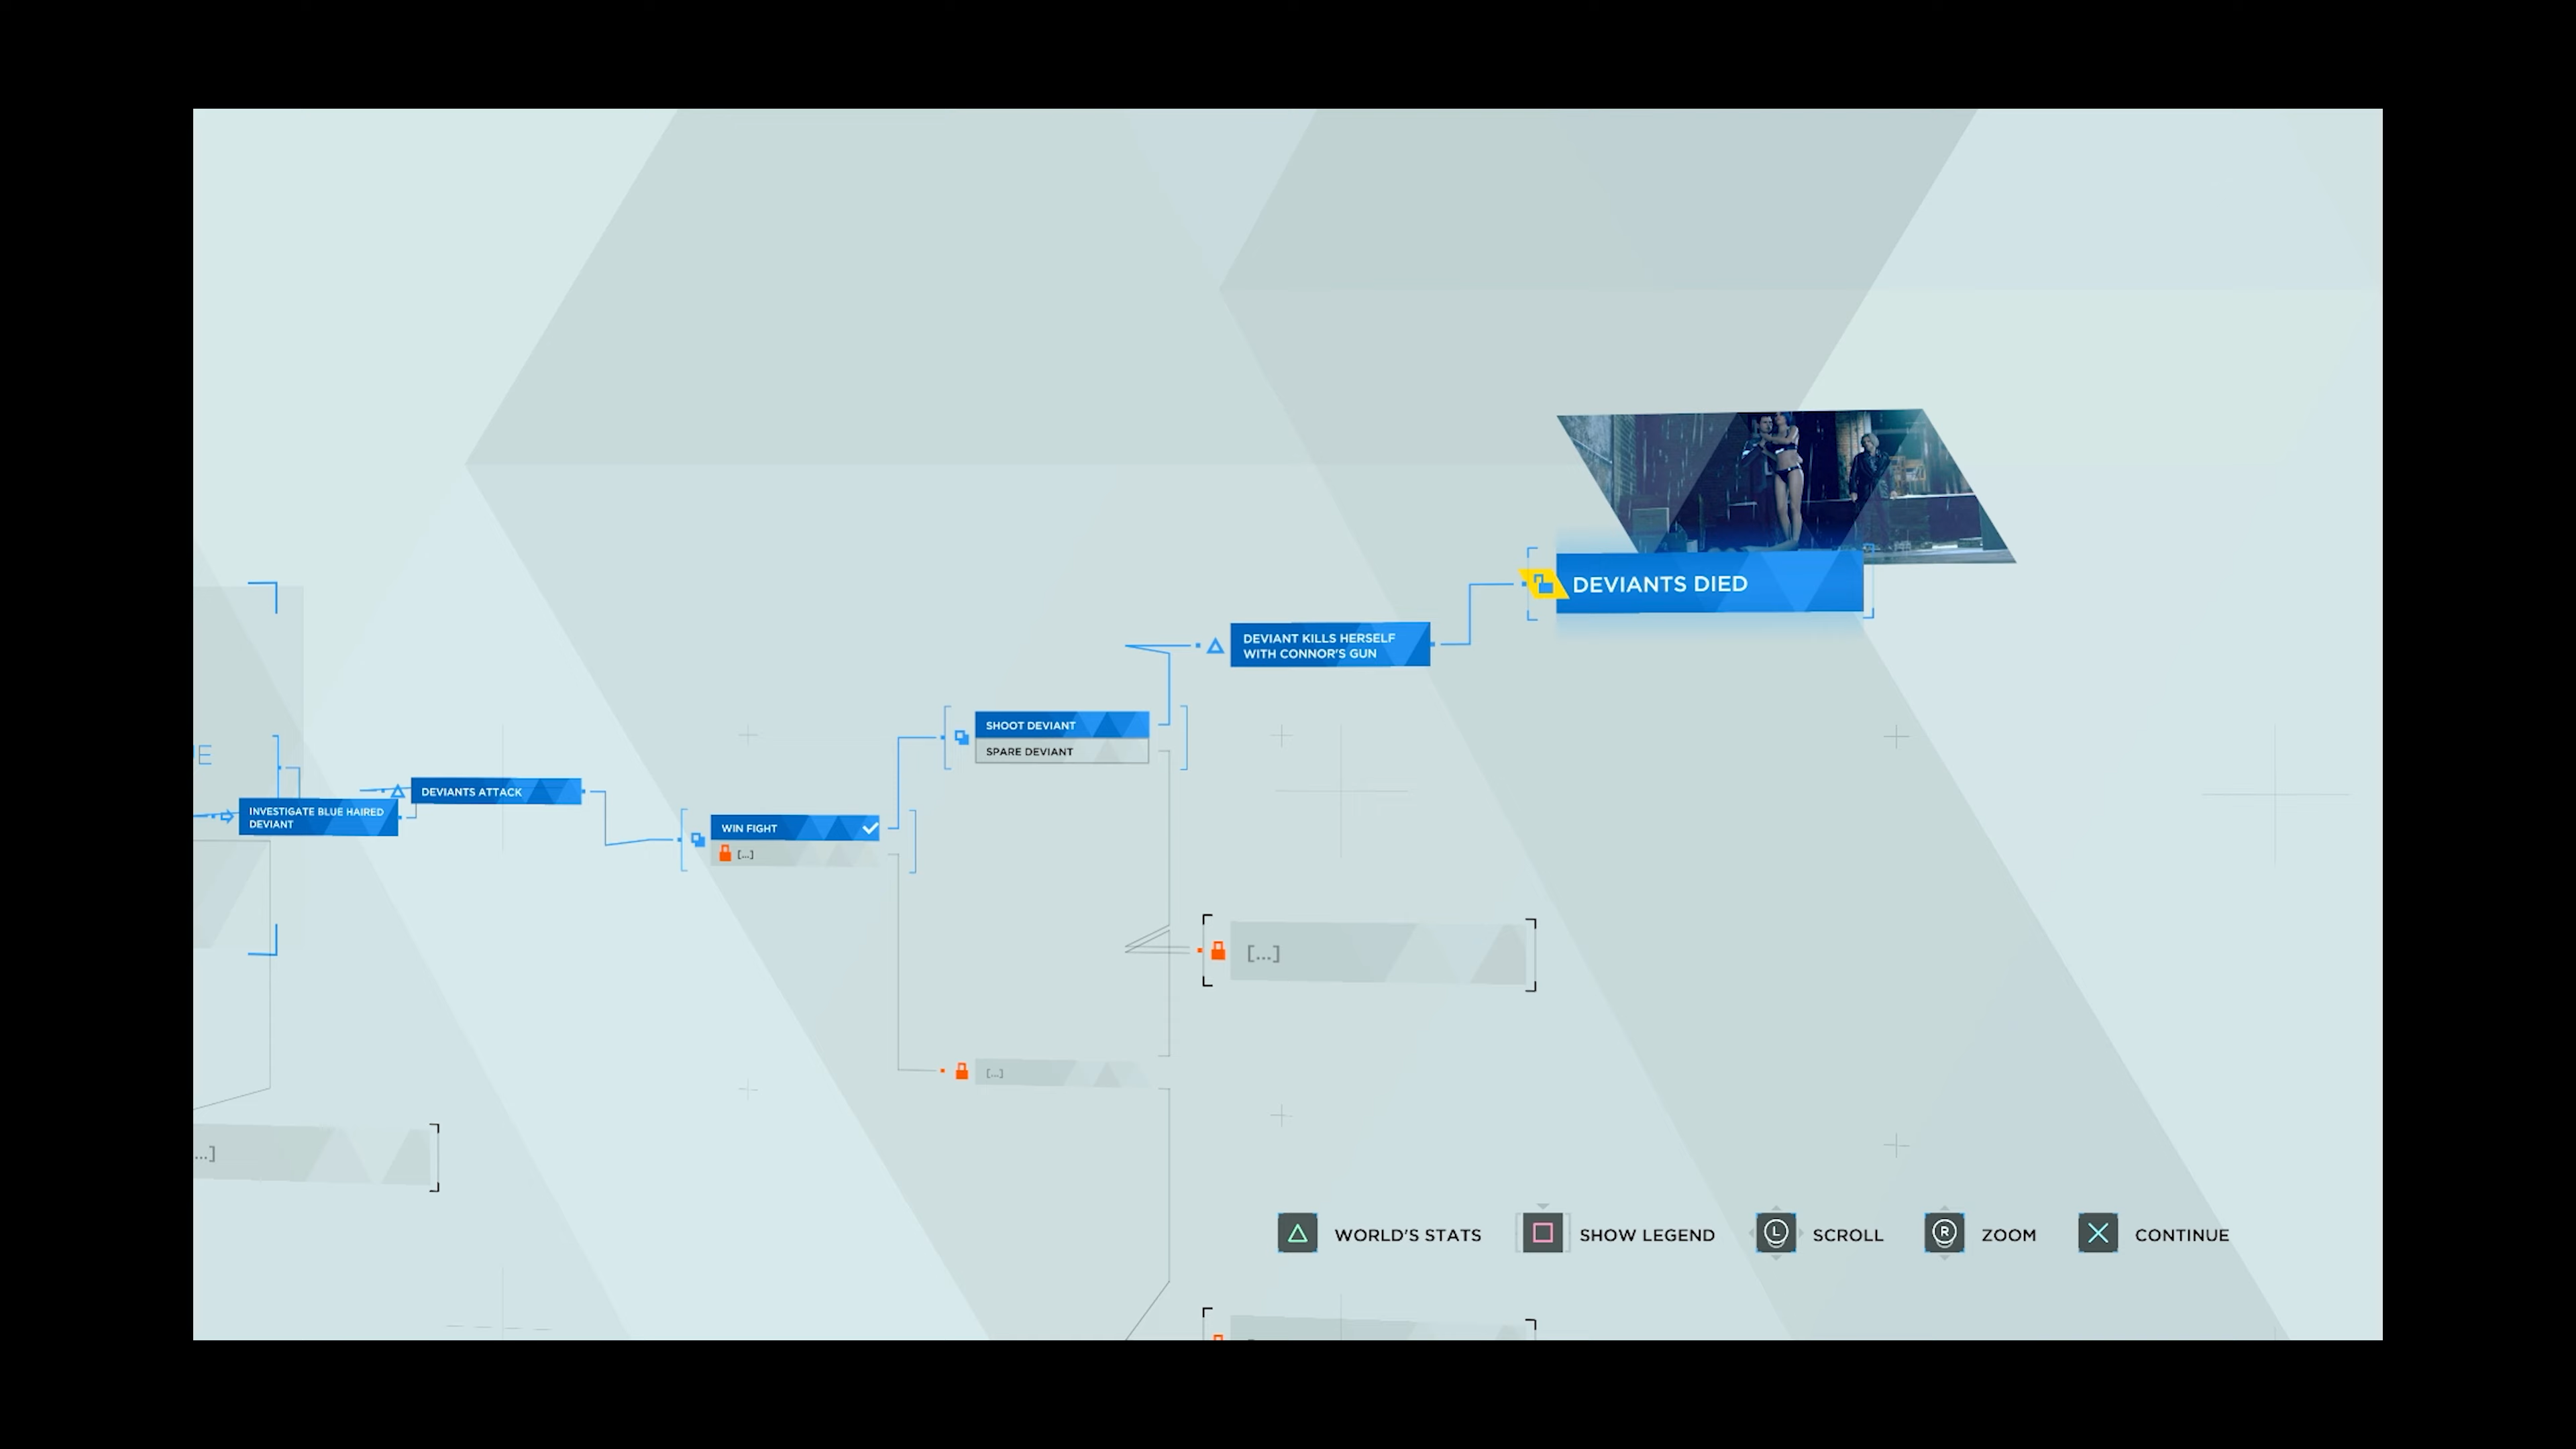 DEVIANTS DIED
DEVIANT KILLS HERSELF
WITH CONNOR'S GUN
SHOOT DEVIANT
SPARE DEVIANT
E
DEVIANTS ATTACK
INVESTIGATE BLUE HAIRED
DEVIANT
WIN FIGHT
[...]
[...]
[...]
...]
WORLD'S STATS
SHOW LEGEND
L
SCROLL
R
ZOOM
CONTINUE